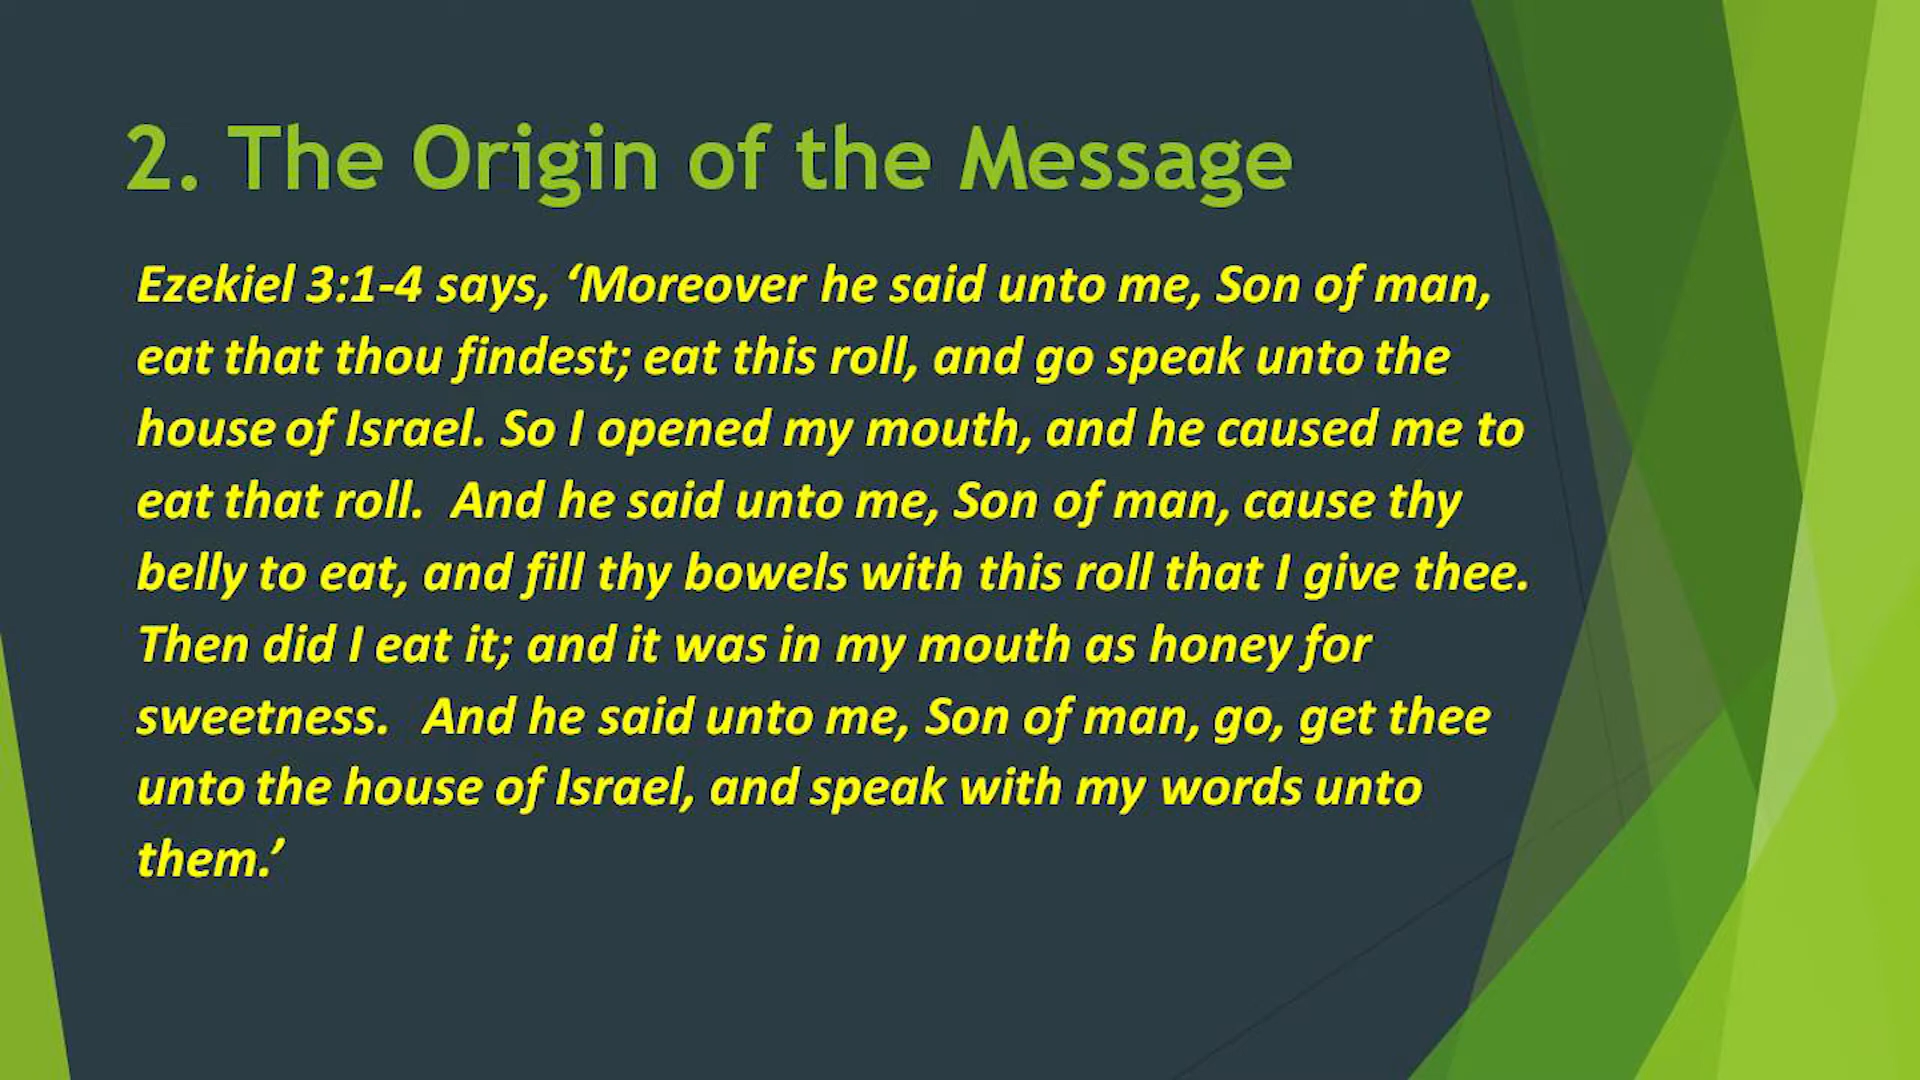 2. The Origin of the Message
Ezekiel 3:1-4 says, ‘Moreover he said unto me, Son of man,
eat that thou findest; eat this roll, and go speak unto the
house of Israel. So I opened my mouth, and he caused me to
eat that roll.  And he said unto me, Son of man, cause thy
belly to eat, and fill thy bowels with this roll that I give thee.
Then did I eat it; and it was in my mouth as honey for
sweetness.   And he said unto me, Son of man, go, get thee
unto the house of Israel, and speak with my words unto
them.’